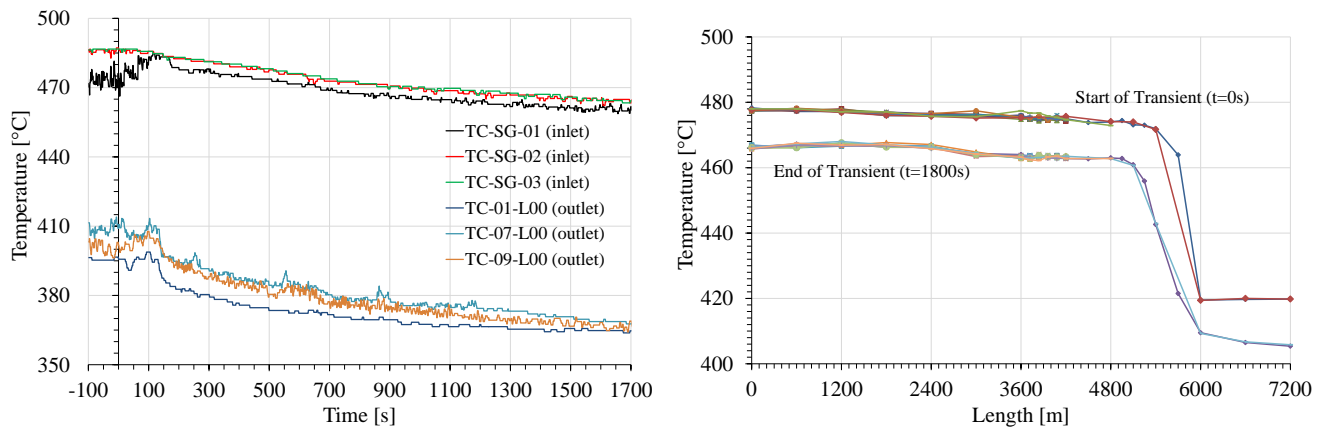 500
470
440
410
380
350
-100 100 300 500 700 900 1100 1300 1500 1700
Temperature [°C]
Time [s]
TC-SG-01 (inlet)
TC-SG-02 (inlet)
TC-SG-03 (inlet)
TC-01-L00 (outlet)
TC-07-L00 (outlet)
TC-09-L00 (outlet)
500
480
460
440
420
400
0 1200 2400 3600 4800 6000 7200
Temperature [°C]
Length [m]
Start of Transient (t=0s)
End of Transient (t=1800s)